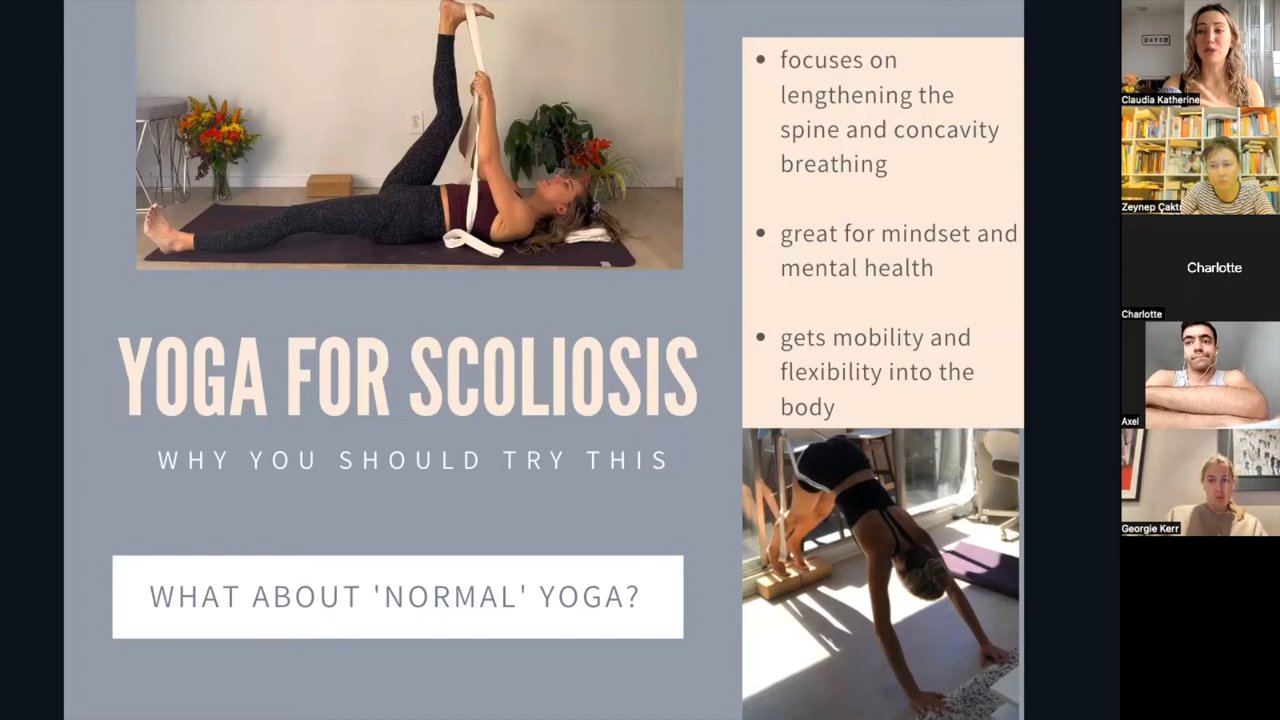 YOGA FOR SCOLIOSIS
WHY YOU SHOULD TRY THIS
WHAT ABOUT 'NORMAL' YOGA?
• focuses on
lengthening the
spine and concavity
breathing
• great for mindset and
mental health
• gets mobility and
flexibility into the
body
Claudia Katherine
Zeynep Çakt
Charlotte
Charlotte
Axel
Georgie Kerr